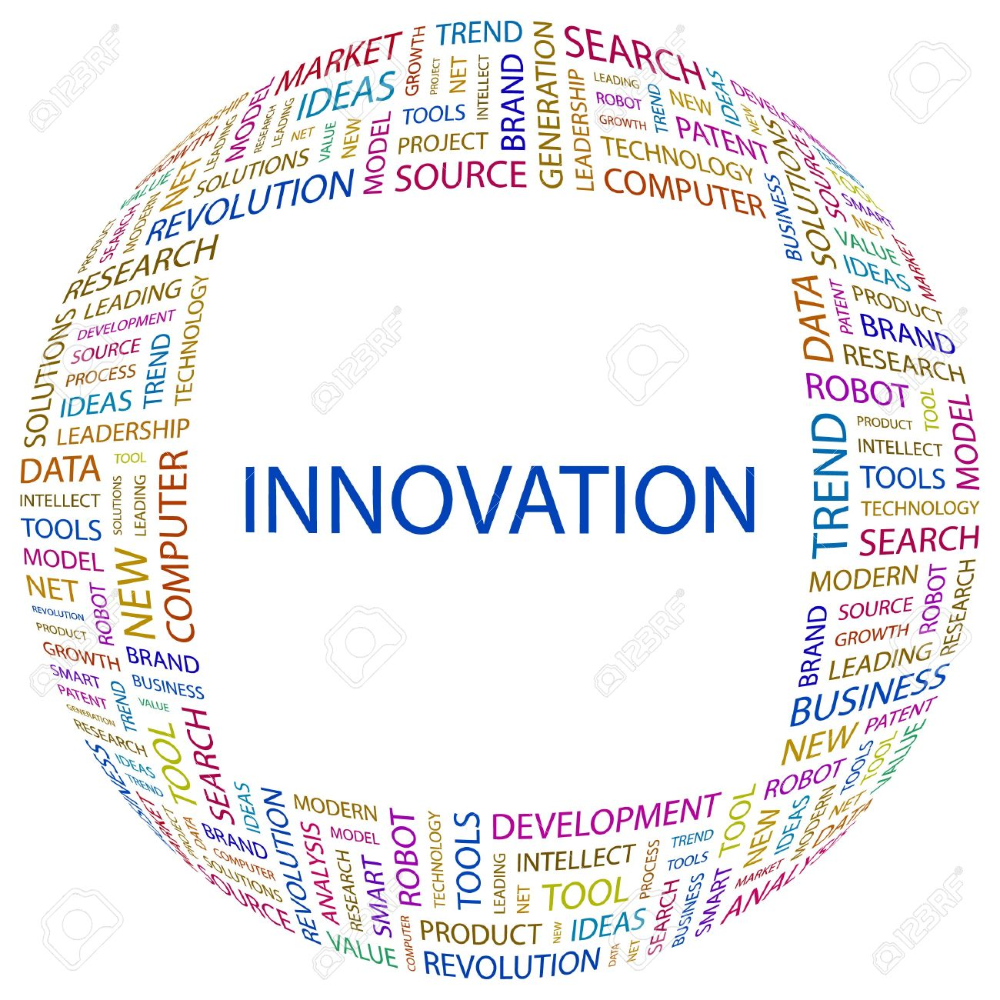 TREND
SEARCH
MARKET
GROWTH
GENERATION
IDEAS
PROJECT
NET
INTELLECT
BRAND
LEADERSHIP
LEADING
ROBOT
GROWTH
TREND
NEW
IDEAS
DEVELOPMENT
MODEL
RESEARCH
LEADING
NET
VALUE
NEW
MODEL
TOOLS
PROJECT
SOURCE
PATENT
NEW
TECHNOLOGY
COMPUTER
BUSINESS
SOLUTIONS
SOURCE
GROWTH
LEADING
VALUE
NET
SOLUTIONS
REVOLUTION
PRODUCT
SEARCH
MODERN
TREND
TOOL
SMART
NET
VALUE
IDEAS
MARKET
RESEARCH
LEADING
DEVELOPMENT
SOURCE
PROCESS
IDEAS
TREND
TECHNOLOGY
SOLUTIONS
LEADERSHIP
DATA
PATENT
PRODUCT
BRAND
RESEARCH
ROBOT
TOOL
MODEL
PRODUCT
INTELLECT
TOOLS
TECHNOLOGY
TREND
SEARCH
DATA
TOOL
INTELLECT
SOLUTIONS
LEADING
COMPUTER
TOOLS
MODEL
NET
ROBOT
NEW
INNOVATION
MODERN
SOURCE
ROBOT
RESEARCH
GROWTH
BRAND
LEADING
BUSINESS
REVOLUTION
PRODUCT
GROWTH
BRAND
SMART
BUSINESS
PATENT
TREND
VALUE
GENERATION
RESEARCH
TOOL
SEARCH
NEW
PATENT
TOOLS
TOOL
VALUE
ROBOT
BUSINESS
IDEAS
TREND
MARKET
DATA
BRAND
IDEAS
REVOLUTION
COMPUTER
SOLUTIONS
SOURCE
MODERN
ANALYSIS
MODEL
RESEARCH
SMART
ROBOT
TECHNOLOGY
TOOLS
DEVELOPMENT
LEADING
INTELLECT
NET
TOOL
PROCESS
TREND
TOOLS
TOOL
NEW
IDEAS
MODERN
NET
DATA
MARKET
ANALYSIS
VALUE
COMPUTER
PRODUCT
NEW
IDEAS
SEARCH
BUSINESS
SMART
REVOLUTION
DATA
NET
123RF